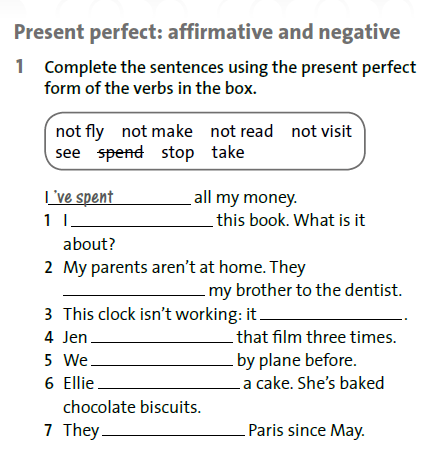 Present perfect: affirmative and negative
1 Complete the sentences using the present perfect
form of the verbs in the box.
not fly not make not read not visit
see spend stop take
I 've spent all my money.
1 I this book. What is it
about?
2 My parents aren't at home. They
my brother to the dentist.
3 This clock isn't working: it .
4 Jen that film three times.
5 We by plane before.
6 Ellie a cake. She's baked
chocolate biscuits.
7 They Paris since May.